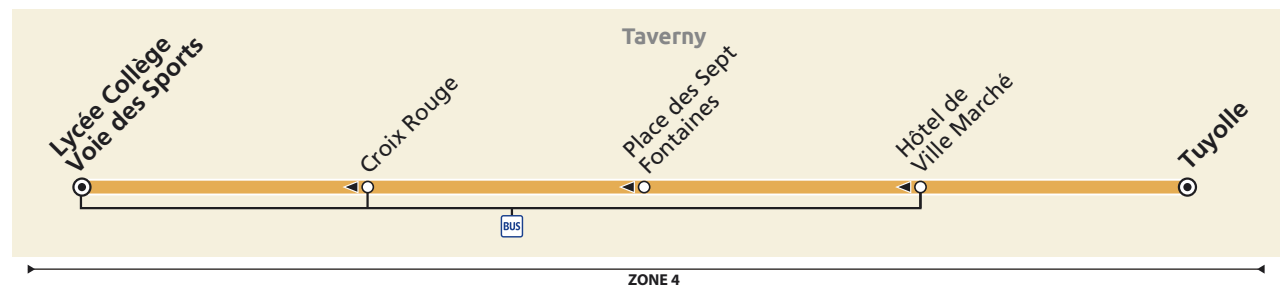 Taverny
Lycée Collège
Voie des Sports
Croix Rouge
Place des Sept
Fontaines
Hôtel de
Ville Marché
Tuyolle
BUS
ZONE 4